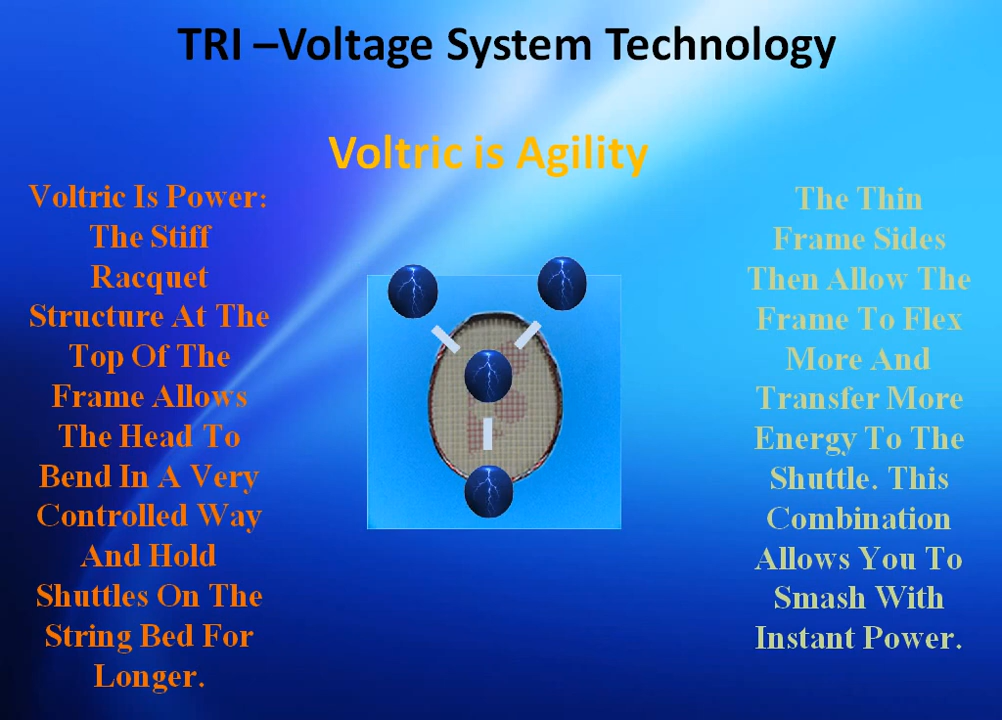 TRI –Voltage System Technology
Voltric is Agility
Voltric Is Power:
The Stiff
Racquet
Structure At The
Top Of The
Frame Allows
The Head To
Bend In A Very
Controlled Way
And Hold
Shuttles On The
String Bed For
Longer.
The Thin
Frame Sides
Then Allow The
Frame To Flex
More And
Transfer More
Energy To The
Shuttle. This
Combination
Allows You To
Smash With
Instant Power.